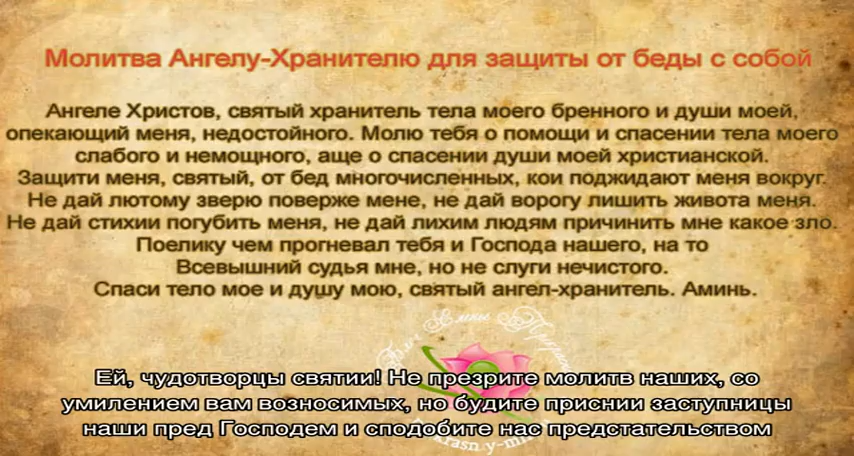 Молитва Ангелу-Хранителю для защиты от беды с собой
Ангеле Христов, святый хранитель тела моего бренного и души моей,
опекающий меня, недостойного. Молю тебя о помощи и спасении тела моего
слабого и немощного, аще о спасении души моей христианской.
Защити меня, святый, от бед многочисленных, кои поджидают меня вокруг.
Не дай лютому зверю поверже мене, не дай ворогу лишить живота меня.
Не дай стихии погубить меня, не дай лихим людям причинить мне какое зло.
Поелику чем прогневал тебя и Господа нашего, на то
Всевышний судья мне, но не слуги нечистого.
Спаси тело мое и душу мою, святый ангел-хранитель. Аминь.
Ей, чудотворцы святии! Не презрите молитв наших, со
умилением вам возносимых, но будите приснии заступницы
наши пред Господем и сподобите нас предстательством